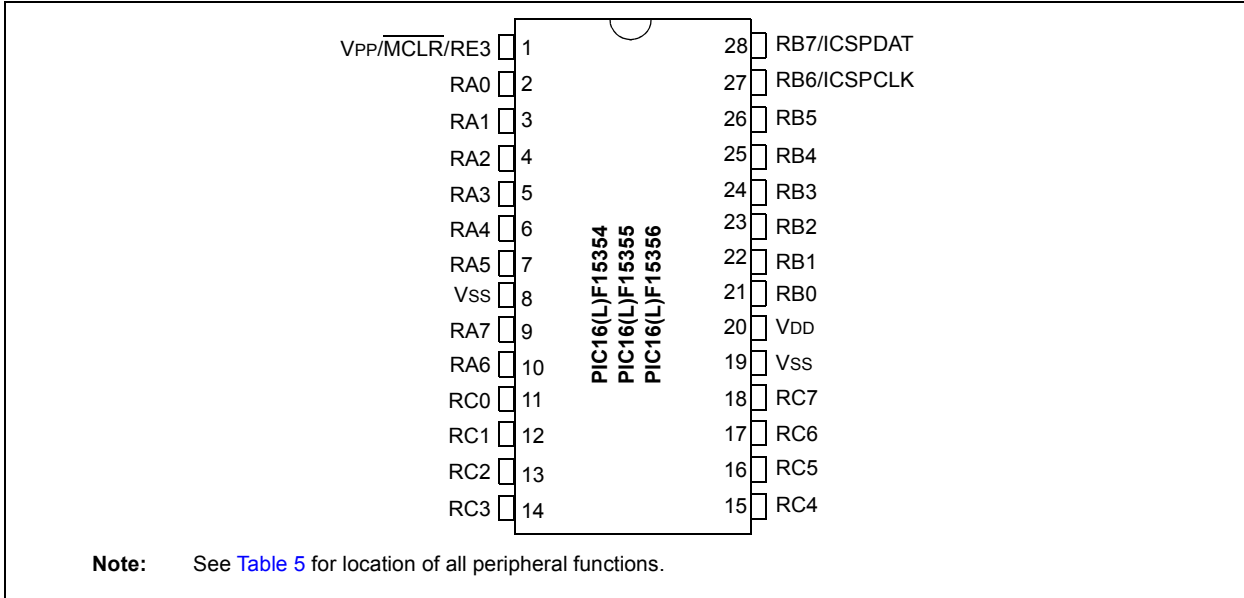 VPP/MCLR/RE3 1 28 RB7/ICSPDAT
RA0 2 27 RB6/ICSPCLK
RA1 3 26 RB5
RA2 4 25 RB4
RA3 5 24 RB3
RA4 6 23 RB2
RA5 7 22 RB1
VSS 8 21 RB0
RA7 9 20 VDD
RA6 10 19 VSS
RC0 11 18 RC7
RC1 12 17 RC6
RC2 13 16 RC5
RC3 14 15 RC4
PIC16(L)F15354
PIC16(L)F15355
PIC16(L)F15356
Note: See Table 5 for location of all peripheral functions.